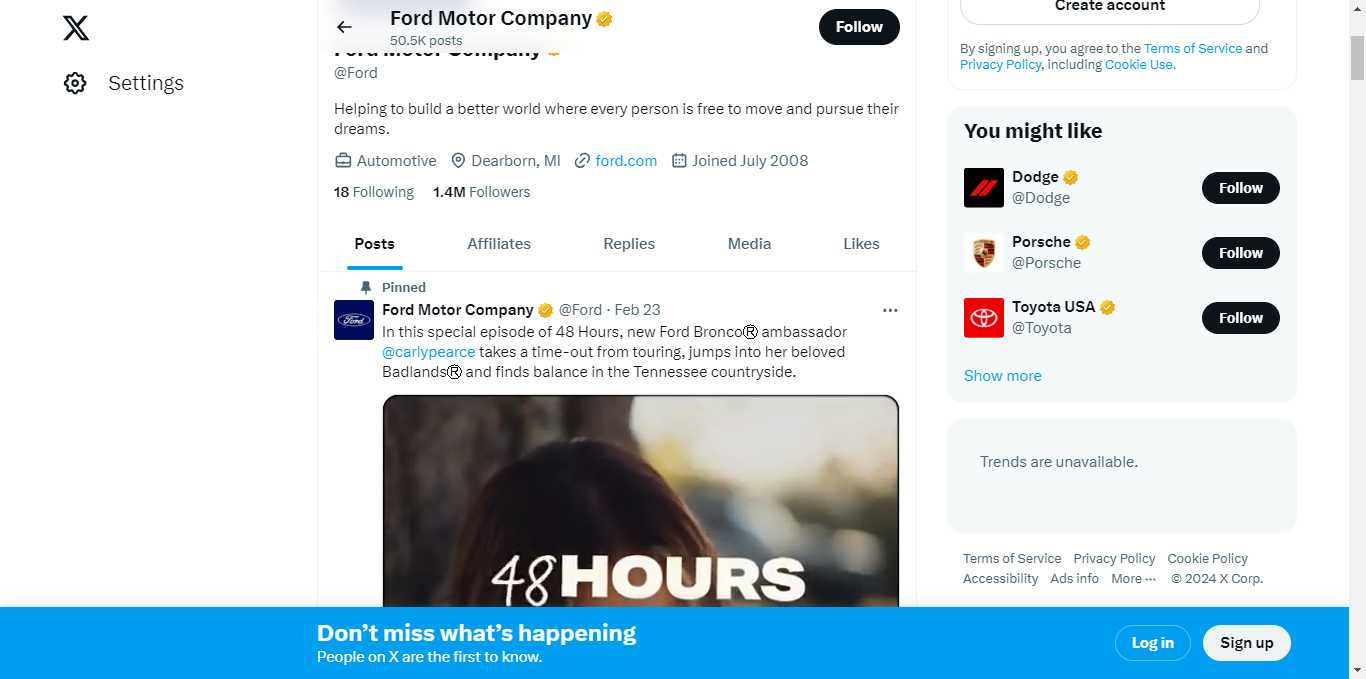 Settings
Ford Motor Company
50.5K posts
Follow
Ford Motor Company
@Ford
Helping to build a better world where every person is free to move and pursue their
dreams.
Automotive Dearborn, MI ford.com Joined July 2008
18 Following 1.4M Followers
Posts Affiliates Replies Media Likes
Pinned
Ford Motor Company @Ford · Feb 23
Ford
In this special episode of 48 Hours, new Ford Bronco® ambassador
@carlypearce takes a time-out from touring, jumps into her beloved
Badlands® and finds balance in the Tennessee countryside.
48 HOURS
Create account
By signing up, you agree to the Terms of Service and
Privacy Policy, including Cookie Use.
You might like
Dodge
@Dodge
Follow
Porsche
@Porsche
Follow
Toyota USA
@Toyota
Follow
Show more
Trends are unavailable.
Terms of Service Privacy Policy Cookie Policy
Accessibility Ads info More ··· © 2024 X Corp.
Don’t miss what’s happening
People on X are the first to know.
Log in Sign up